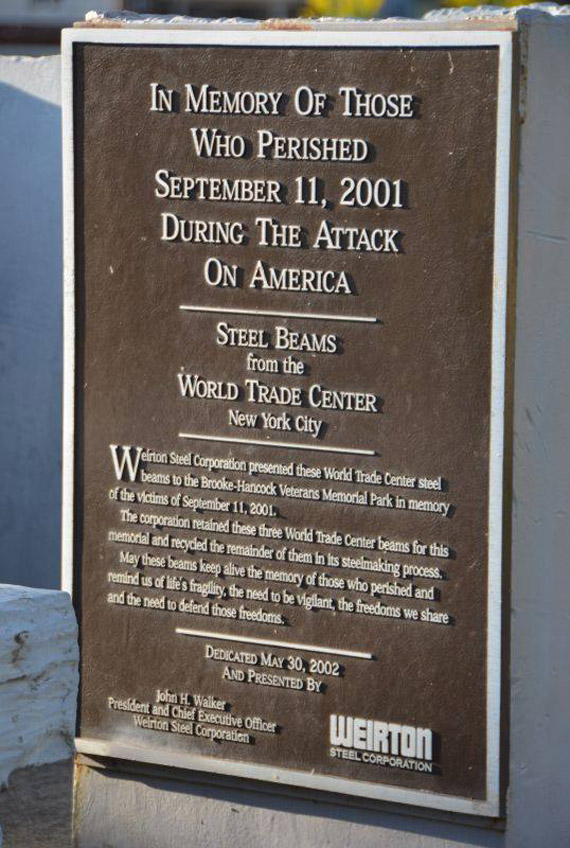 In Memory Of Those
Who Perished
September 11, 2001
During The Attack
On America
Steel Beams
from the
World Trade Center
New York City
Weirton Steel Corporation presented these World Trade Center steel
beams to the Brooke-Hancock Veterans Memorial Park in memory
of the victims of September 11, 2001.
The corporation retained these three World Trade Center beams for this
memorial and recycled the remainder of them in its steelmaking process.
May these beams keep alive the memory of those who perished and
remind us of life's fragility, the need to be vigilant, the freedoms we share
and the need to defend those freedoms.
Dedicated May 30, 2002
And Presented By
John H. Walker
President and Chief Executive Officer
Weirton Steel Corporation
WEIRTON
STEEL CORPORATION